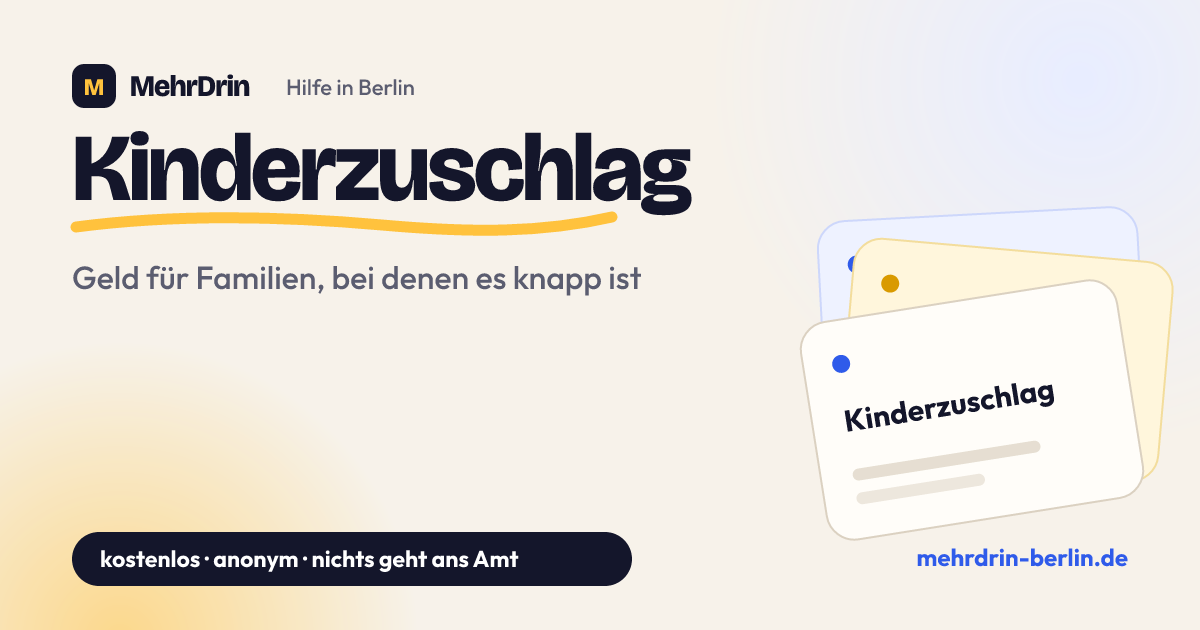 M MehrDrin Hilfe in Berlin
Kinderzuschlag
Geld für Familien, bei denen es knapp ist
Kinderzuschlag
kostenlos · anonym · nichts geht ans Amt
mehrdrin-berlin.de